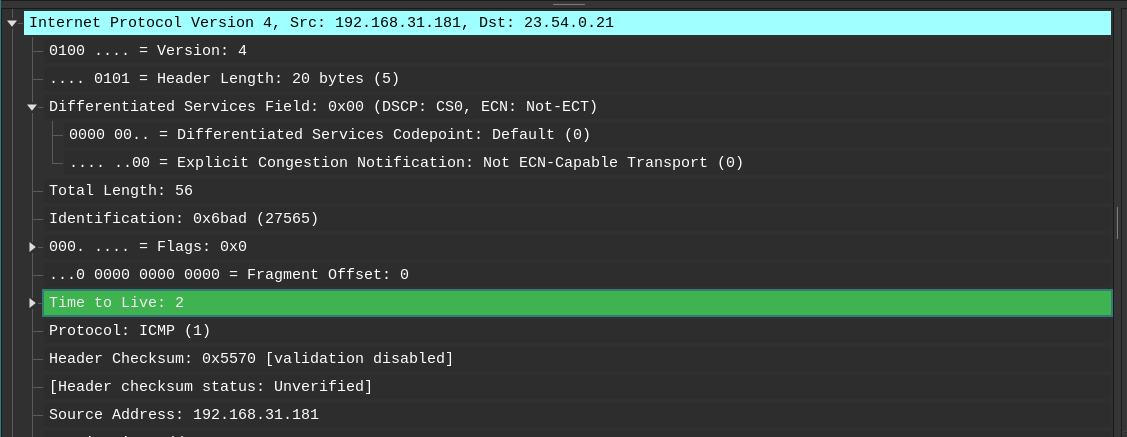 Internet Protocol Version 4, Src: 192.168.31.181, Dst: 23.54.0.21
0100 .... = Version: 4
.... 0101 = Header Length: 20 bytes (5)
Differentiated Services Field: 0x00 (DSCP: CS0, ECN: Not-ECT)
0000 00.. = Differentiated Services Codepoint: Default (0)
.... ..00 = Explicit Congestion Notification: Not ECN-Capable Transport (0)
Total Length: 56
Identification: 0x6bad (27565)
000. .... = Flags: 0x0
...0 0000 0000 0000 = Fragment Offset: 0
Time to Live: 2
Protocol: ICMP (1)
Header Checksum: 0x5570 [validation disabled]
[Header checksum status: Unverified]
Source Address: 192.168.31.181